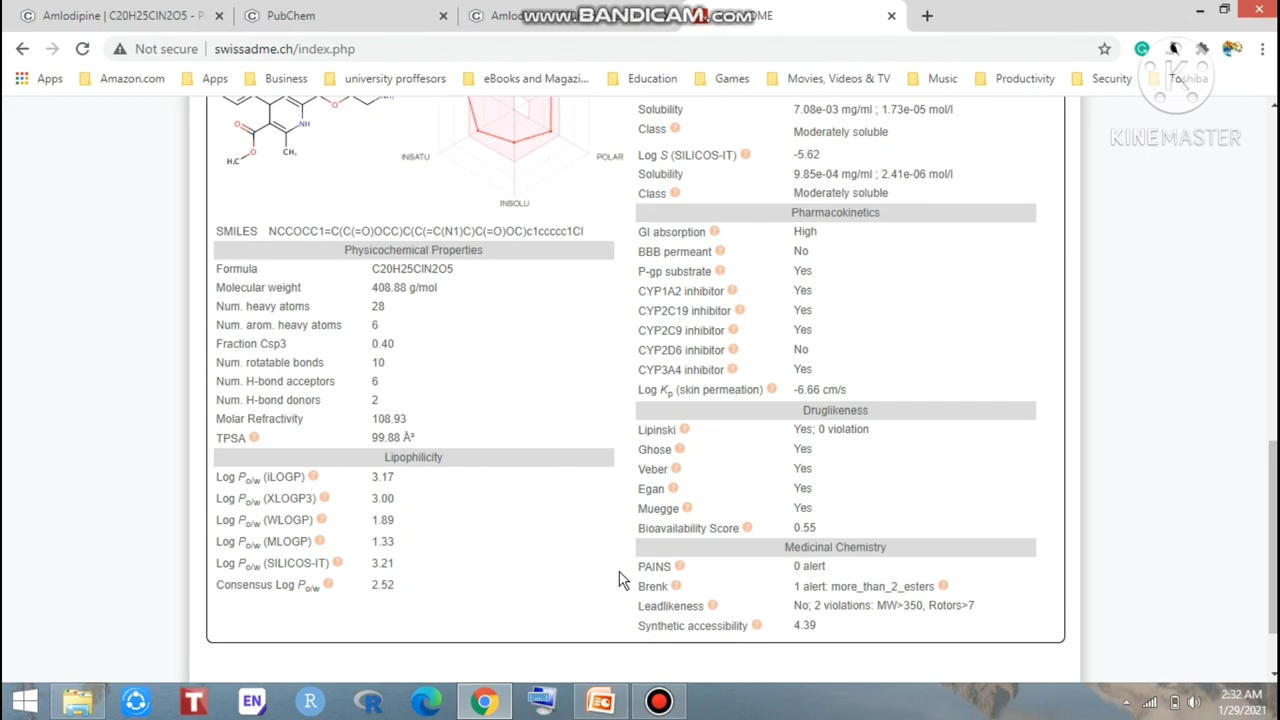 Amlodipine | C20H25ClN2O5 - P
PubChem
Amlo
www.BANDICAM.com
OME
Not secure
swissadme.ch/index.php
Apps
Amazon.com
Apps
Business
university proffesors
eBooks and Magazi...
Education
Games
Movies, Videos & TV
Music
Productivity
Security
Toshiba
K
KINEMASTER
O
O
NH
O
H₃C
CH₃
INSATU
POLAR
INSOLU
SMILES NCCOCC1=C(C(=O)OCC)C(C(=C(N1)C)C(=O)OC)c1ccccc1Cl
Physicochemical Properties
Formula C20H25ClN2O5
Molecular weight 408.88 g/mol
Num. heavy atoms 28
Num. arom. heavy atoms 6
Fraction Csp3 0.40
Num. rotatable bonds 10
Num. H-bond acceptors 6
Num. H-bond donors 2
Molar Refractivity 108.93
TPSA 99.88 Å²
Lipophilicity
Log Po/w (iLOGP) 3.17
Log Po/w (XLOGP3) 3.00
Log Po/w (WLOGP) 1.89
Log Po/w (MLOGP) 1.33
Log Po/w (SILICOS-IT) 3.21
Consensus Log Po/w 2.52
Solubility 7.08e-03 mg/ml ; 1.73e-05 mol/l
Class Moderately soluble
Log S (SILICOS-IT) -5.62
Solubility 9.85e-04 mg/ml ; 2.41e-06 mol/l
Class Moderately soluble
Pharmacokinetics
GI absorption High
BBB permeant No
P-gp substrate Yes
CYP1A2 inhibitor Yes
CYP2C19 inhibitor Yes
CYP2C9 inhibitor Yes
CYP2D6 inhibitor No
CYP3A4 inhibitor Yes
Log Kp (skin permeation) -6.66 cm/s
Druglikeness
Lipinski Yes; 0 violation
Ghose Yes
Veber Yes
Egan Yes
Muegge Yes
Bioavailability Score 0.55
Medicinal Chemistry
PAINS 0 alert
Brenk 1 alert: more_than_2_esters
Leadlikeness No; 2 violations: MW>350, Rotors>7
Synthetic accessibility 4.39
T
EN
R
R
2:32 AM
1/29/2021